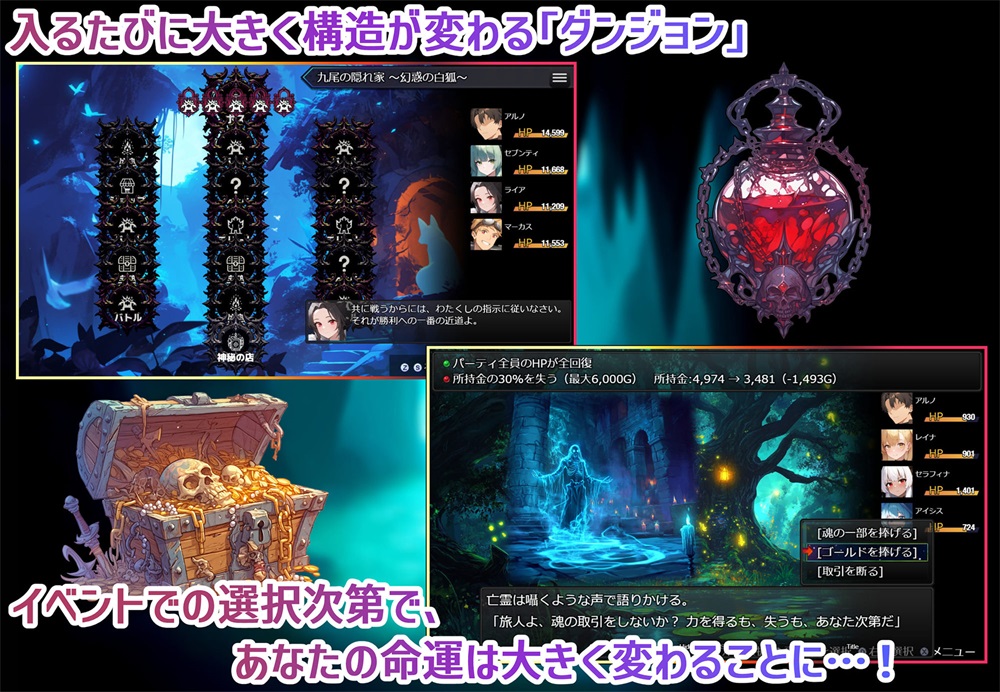 入るたびに大きく構造が変わる「ダンジョン」
九尾の隠れ家 ～幻惑の白狐～
ボス
アルノ
HP 14,599
セブンティ
HP 11,668
ライア
HP 11,209
マーカス
HP 11,553
?
?
?
バトル
神秘の店
共に戦うからには、わたくしの指示に従いなさい。
それが勝利への一番の近道よ。
パーティ全員のHPが全回復
所持金の30%を失う（最大6,000G） 所持金:4,974 → 3,481（-1,493G）
アルノ
HP 930
レイナ
HP 901
セラフィナ
HP 1,401
アイシス
HP 724
[魂の一部を捧げる]
[ゴールドを捧げる]
[取引を断る]
亡霊は囁くような声で語りかける。
「旅人よ、魂の取引をしないか？ 力を得るも、失うも、あなた次第だ」
メニュー
イベントでの選択次第で、
あなたの命運は大きく変わることに…！